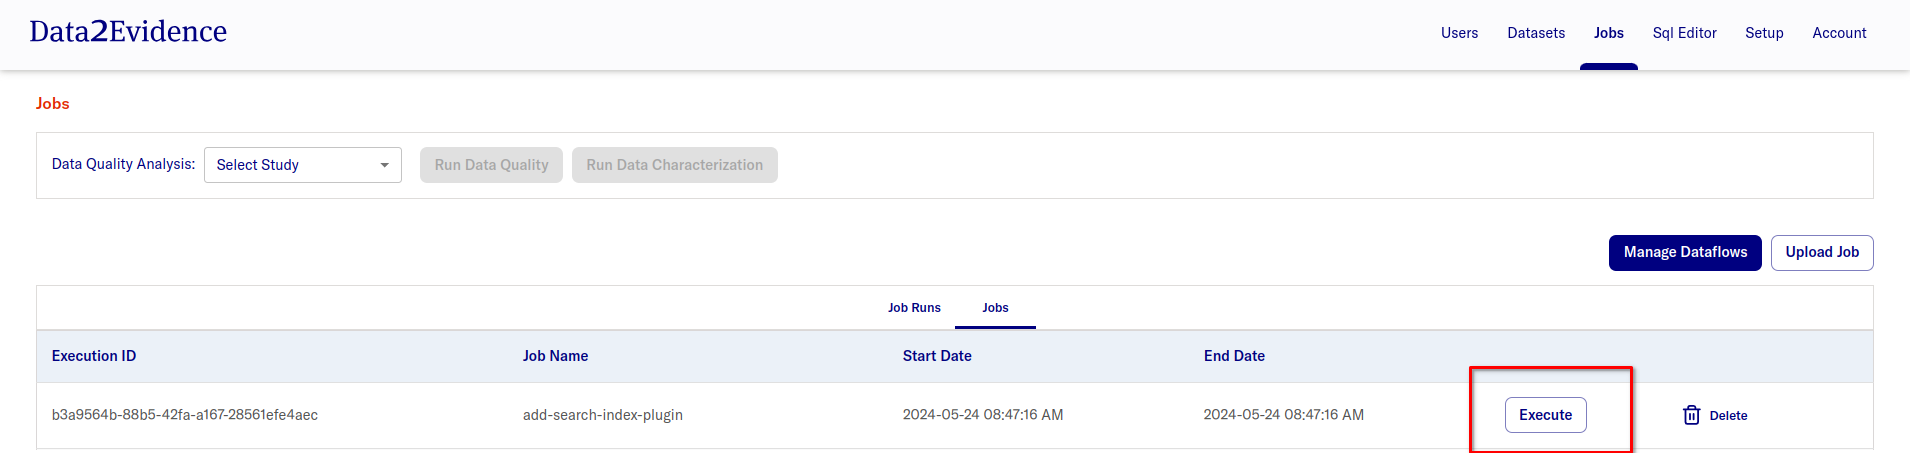 Data2Evidence
Users Datasets Jobs Sql Editor Setup Account
Jobs
Data Quality Analysis: Select Study Run Data Quality Run Data Characterization
Manage Dataflows Upload Job
Job Runs Jobs
Execution ID Job Name Start Date End Date
b3a9564b-88b5-42fa-a167-28561efe4aec add-search-index-plugin 2024-05-24 08:47:16 AM 2024-05-24 08:47:16 AM Execute Delete